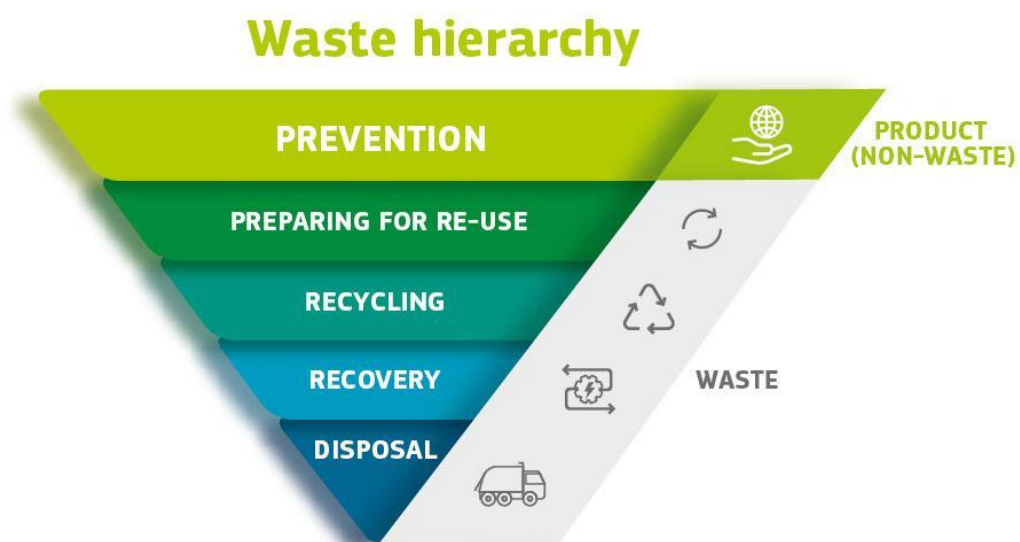 Waste hierarchy
PREVENTION
PRODUCT
(NON-WASTE)
PREPARING FOR RE-USE
RECYCLING
RECOVERY
WASTE
DISPOSAL